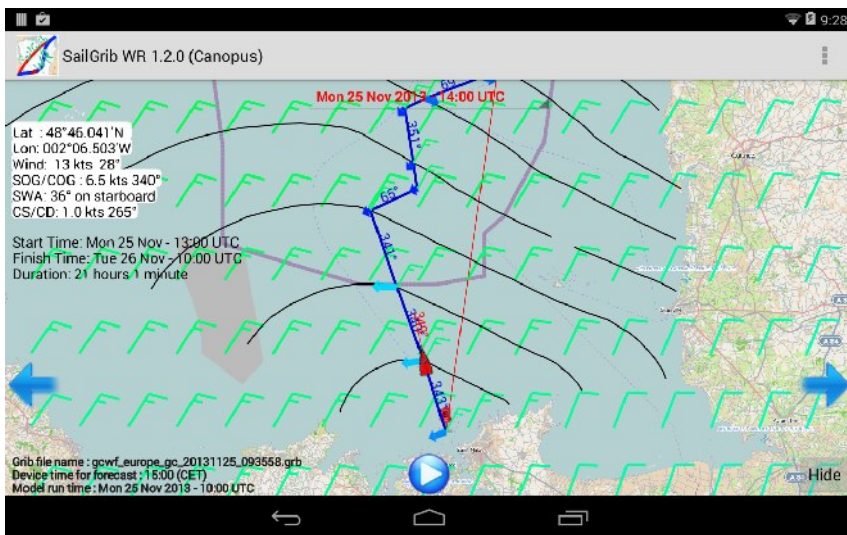 9:28
SailGrib WR 1.2.0 (Canopus)
Mon 25 Nov 2013 - 14:00 UTC
Lat : 48°46.041'N
Lon: 002°06.503'W
Wind: 13 kts 28°
SOG/COG : 6.5 kts 340°
SWA: 36° on starboard
CS/CD: 1.0 kts 265°
Start Time: Mon 25 Nov - 13:00 UTC
Finish Time: Tue 26 Nov - 10:00 UTC
Duration: 21 hours 1 minute
351°
65°
341°
343°
Grib file name : gcwf_europe_gc_20131125_093558.grb
Device time for forecast : 15:00 (CET)
Model run time : Mon 25 Nov 2013 - 10:00 UTC
Hide